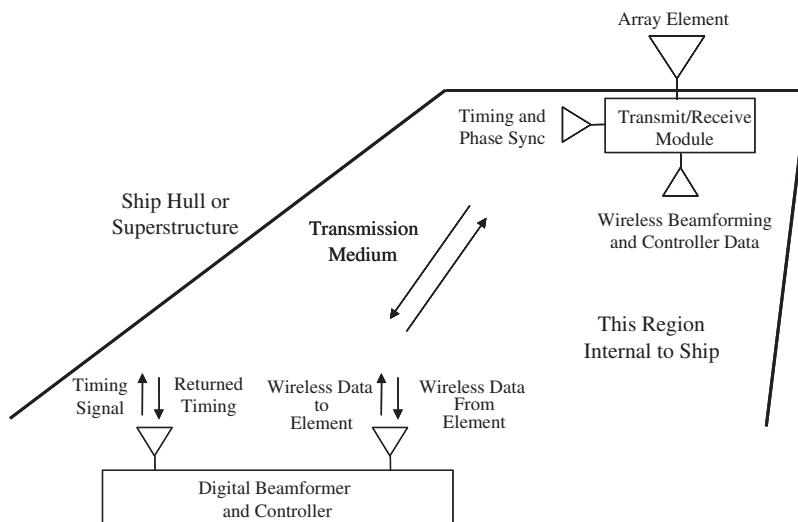 Array Element
Timing and
Phase Sync
Transmit/Receive
Module
Ship Hull or
Superstructure
Transmission
Medium
Wireless Beamforming
and Controller Data
This Region
Internal to Ship
Timing
Signal
Returned
Timing
Wireless Data
to
Element
Wireless Data
From
Element
Digital Beamformer
and Controller